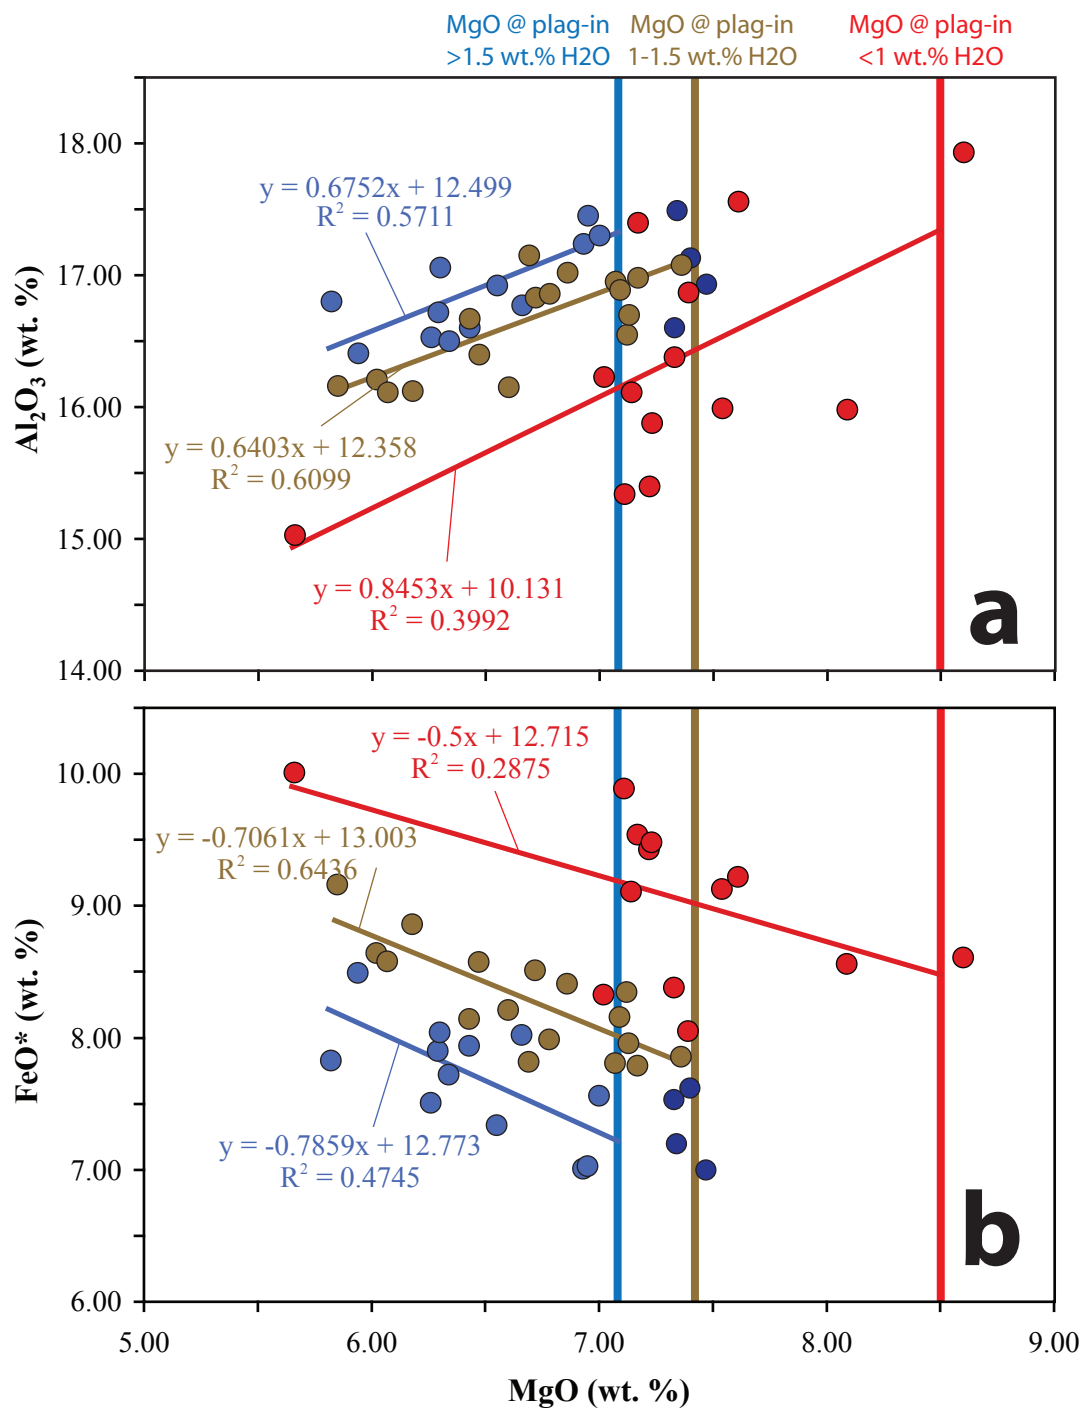 MgO @ plag-in
>1.5 wt.% H2O
MgO @ plag-in
1-1.5 wt.% H2O
MgO @ plag-in
<1 wt.% H2O
18.00
17.00
16.00
15.00
14.00
Al₂O₃ (wt. %)
y = 0.6752x + 12.499
R² = 0.5711
y = 0.6403x + 12.358
R² = 0.6099
y = 0.8453x + 10.131
R² = 0.3992
a
10.00
9.00
8.00
7.00
6.00
FeO* (wt. %)
y = -0.5x + 12.715
R² = 0.2875
y = -0.7061x + 13.003
R² = 0.6436
y = -0.7859x + 12.773
R² = 0.4745
b
5.00
6.00
7.00
8.00
9.00
MgO (wt. %)